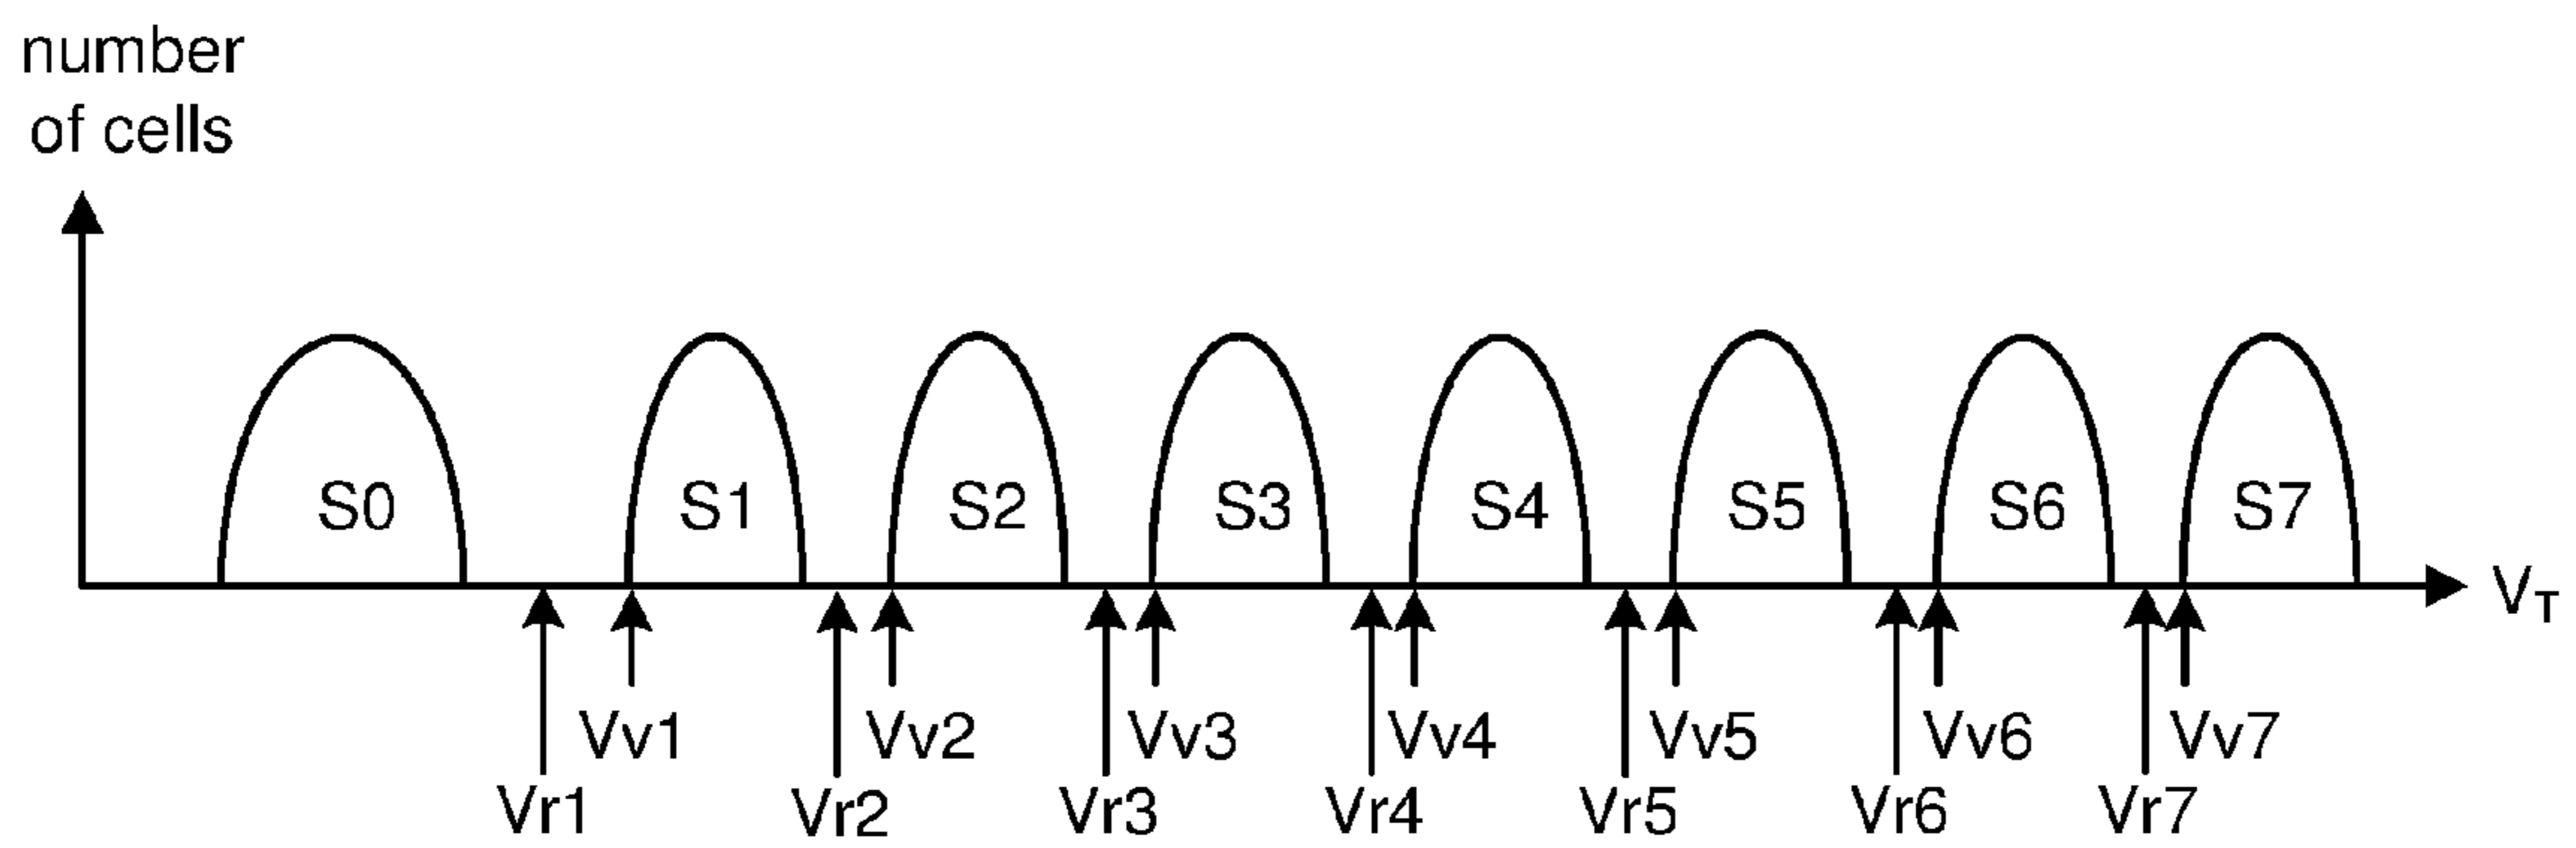 number
of cells
S0 S1 S2 S3 S4 S5 S6 S7
V_T
Vv1 Vv2 Vv3 Vv4 Vv5 Vv6 Vv7
Vr1 Vr2 Vr3 Vr4 Vr5 Vr6 Vr7